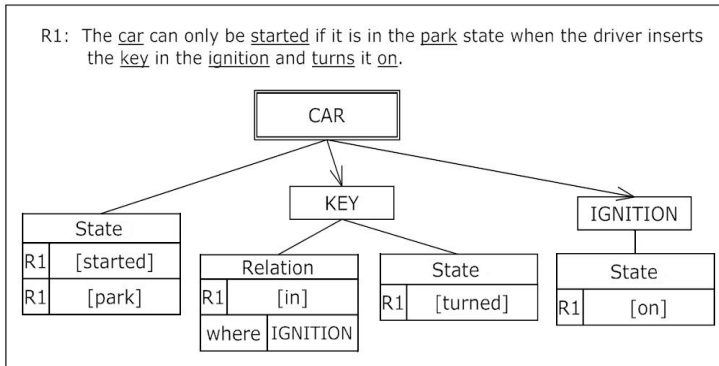 R1: The car can only be started if it is in the park state when the driver inserts
the key in the ignition and turns it on.
CAR
KEY
IGNITION
State
R1 [started]
R1 [park]
Relation
R1 [in]
where IGNITION
State
R1 [turned]
State
R1 [on]